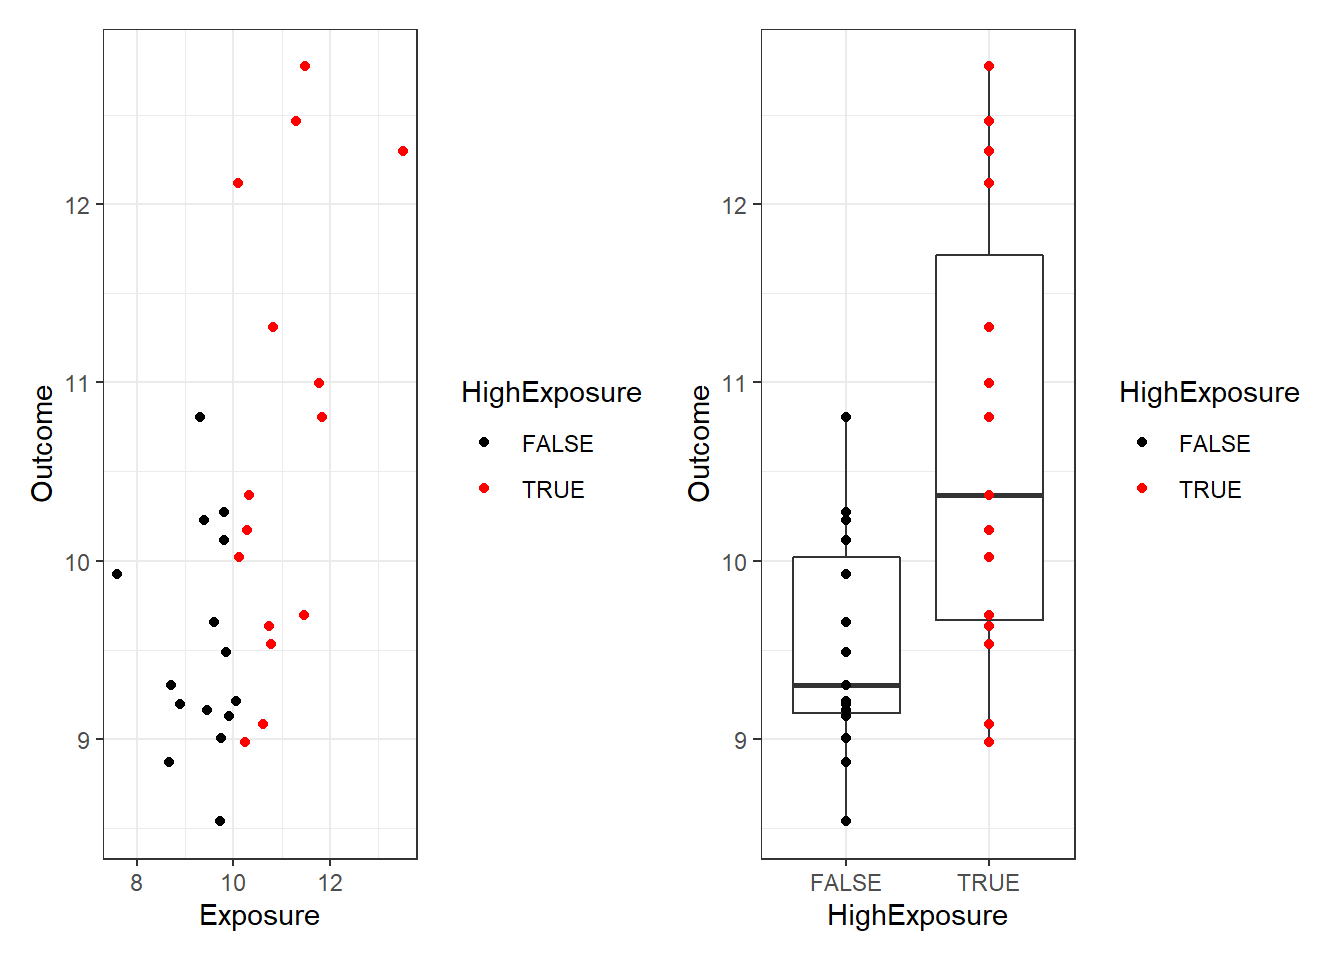 Outcome
12
11
10
9
8
10
12
Exposure
HighExposure
FALSE
TRUE
Outcome
12
11
10
9
FALSE
TRUE
HighExposure
HighExposure
FALSE
TRUE